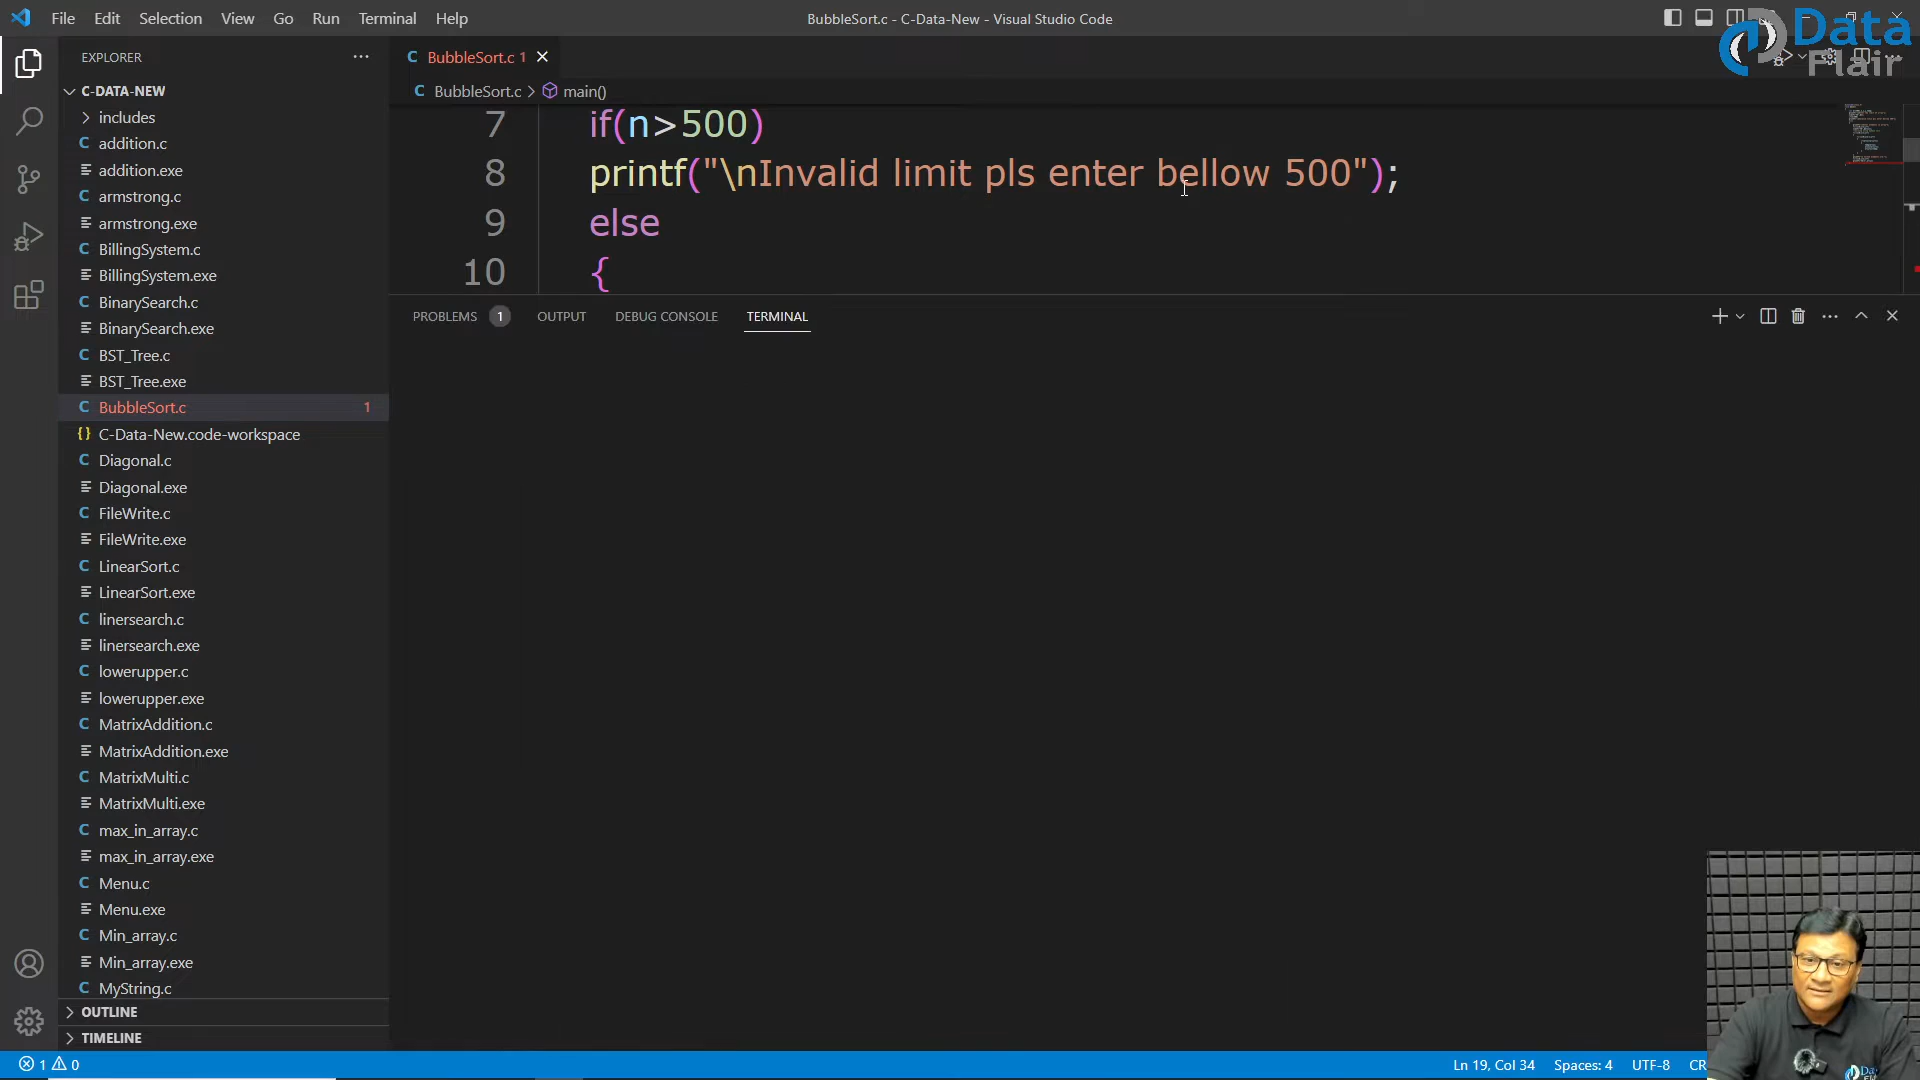 File Edit Selection View Go Run Terminal Help
BubbleSort.c - C-Data-New - Visual Studio Code
Data
Flair
EXPLORER
C-DATA-NEW
includes
addition.c
addition.exe
armstrong.c
armstrong.exe
BillingSystem.c
BillingSystem.exe
BinarySearch.c
BinarySearch.exe
BST_Tree.c
BST_Tree.exe
BubbleSort.c 1
C-Data-New.code-workspace
Diagonal.c
Diagonal.exe
FileWrite.c
FileWrite.exe
LinearSort.c
LinearSort.exe
linersearch.c
linersearch.exe
lowerupper.c
lowerupper.exe
MatrixAddition.c
MatrixAddition.exe
MatrixMulti.c
MatrixMulti.exe
max_in_array.c
max_in_array.exe
Menu.c
Menu.exe
Min_array.c
Min_array.exe
MyString.c
OUTLINE
TIMELINE
BubbleSort.c 1
BubbleSort.c > main()
7 if(n>500)
8 printf("\nInvalid limit pls enter bellow 500");
9 else
10 {
PROBLEMS 1 OUTPUT DEBUG CONSOLE TERMINAL
1 0
Ln 19, Col 34 Spaces: 4 UTF-8 CR